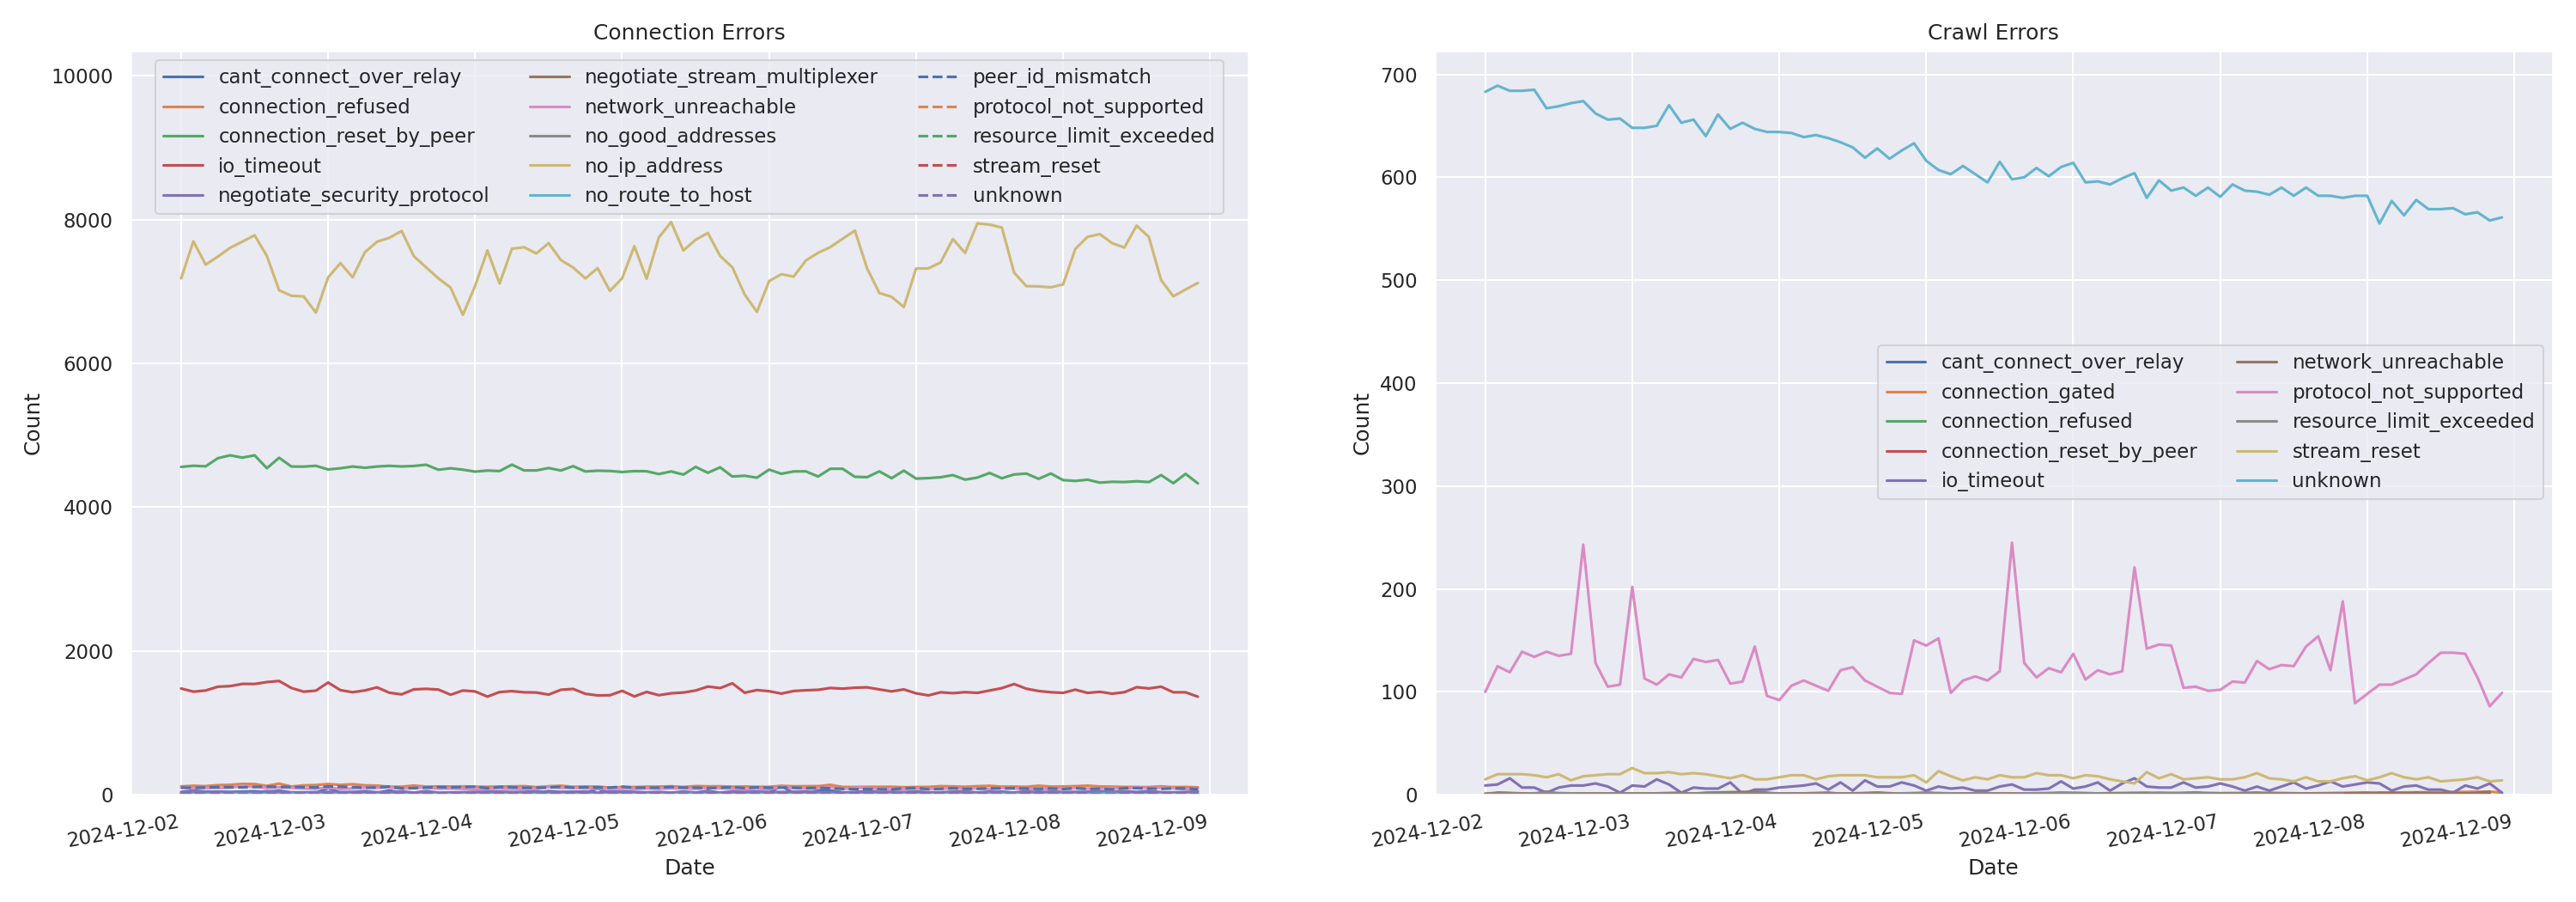 Connection Errors
10000
8000
6000
4000
2000
0
Count
cant_connect_over_relay
connection_refused
connection_reset_by_peer
io_timeout
negotiate_security_protocol
negotiate_stream_multiplexer
network_unreachable
no_good_addresses
no_ip_address
no_route_to_host
peer_id_mismatch
protocol_not_supported
resource_limit_exceeded
stream_reset
unknown
2024-12-02
2024-12-03
2024-12-04
2024-12-05
2024-12-06
2024-12-07
2024-12-08
2024-12-09
Date
Crawl Errors
700
600
500
400
300
200
100
0
Count
cant_connect_over_relay
connection_gated
connection_refused
connection_reset_by_peer
io_timeout
network_unreachable
protocol_not_supported
resource_limit_exceeded
stream_reset
unknown
2024-12-02
2024-12-03
2024-12-04
2024-12-05
2024-12-06
2024-12-07
2024-12-08
2024-12-09
Date